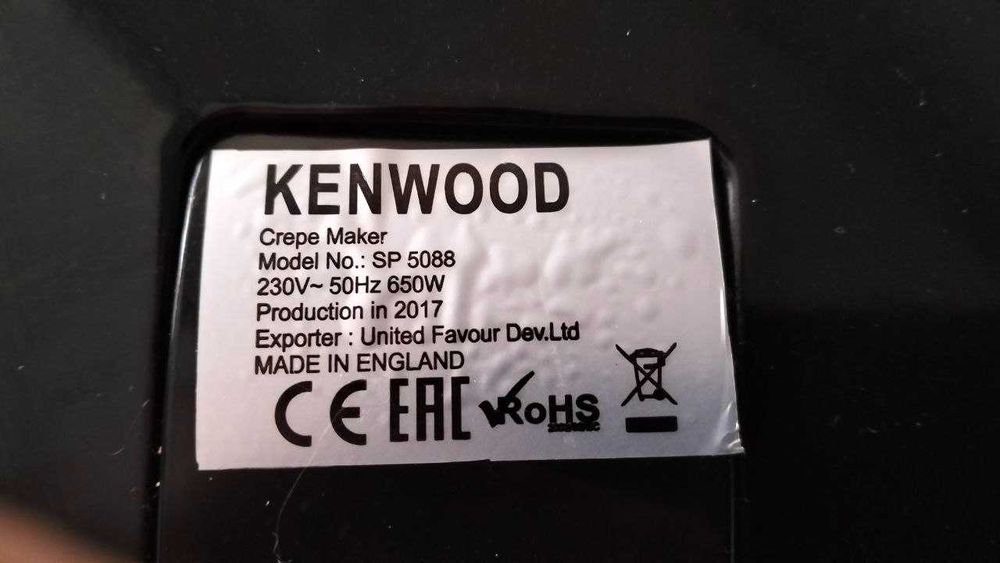 KENWOOD
Crepe Maker
Model No.: SP 5088
230V~ 50Hz 650W
Production in 2017
Exporter : United Favour Dev.Ltd
MADE IN ENGLAND
CE EAC RoHS